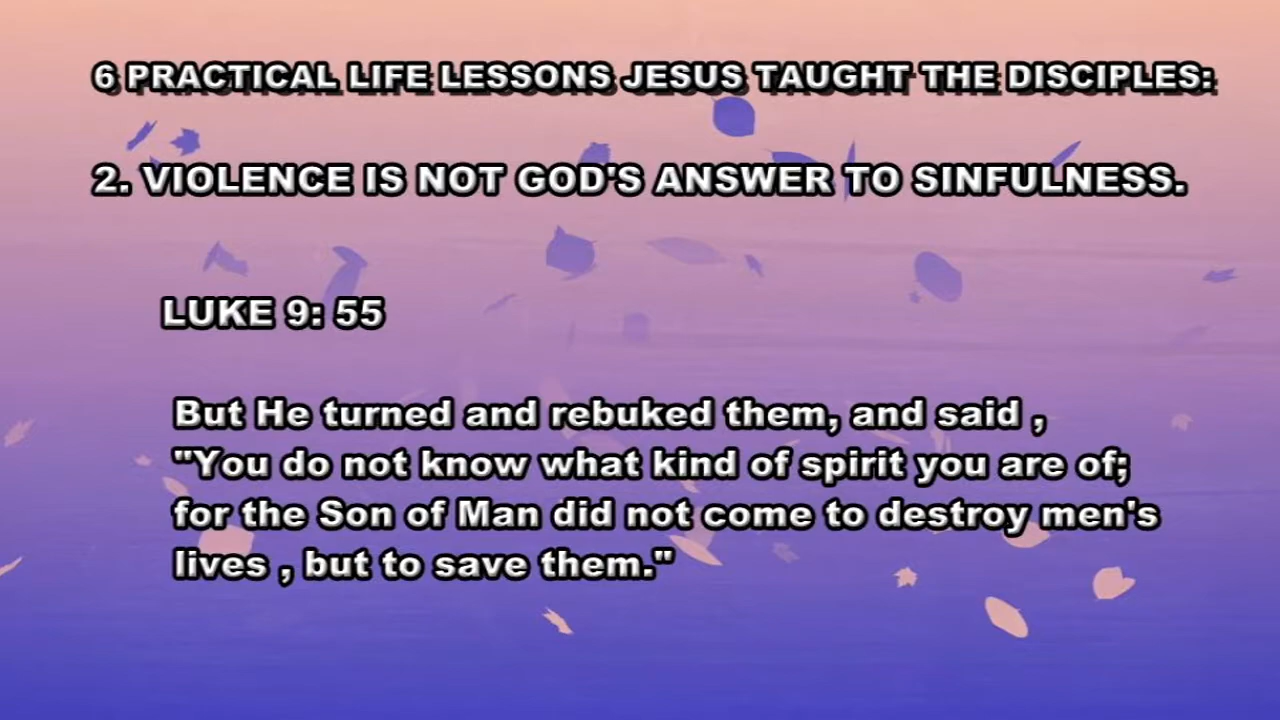 6 PRACTICAL LIFE LESSONS JESUS TAUGHT THE DISCIPLES:
2. VIOLENCE IS NOT GOD'S ANSWER TO SINFULNESS.
LUKE 9: 55
But He turned and rebuked them, and said ,
"You do not know what kind of spirit you are of;
for the Son of Man did not come to destroy men's
lives , but to save them."